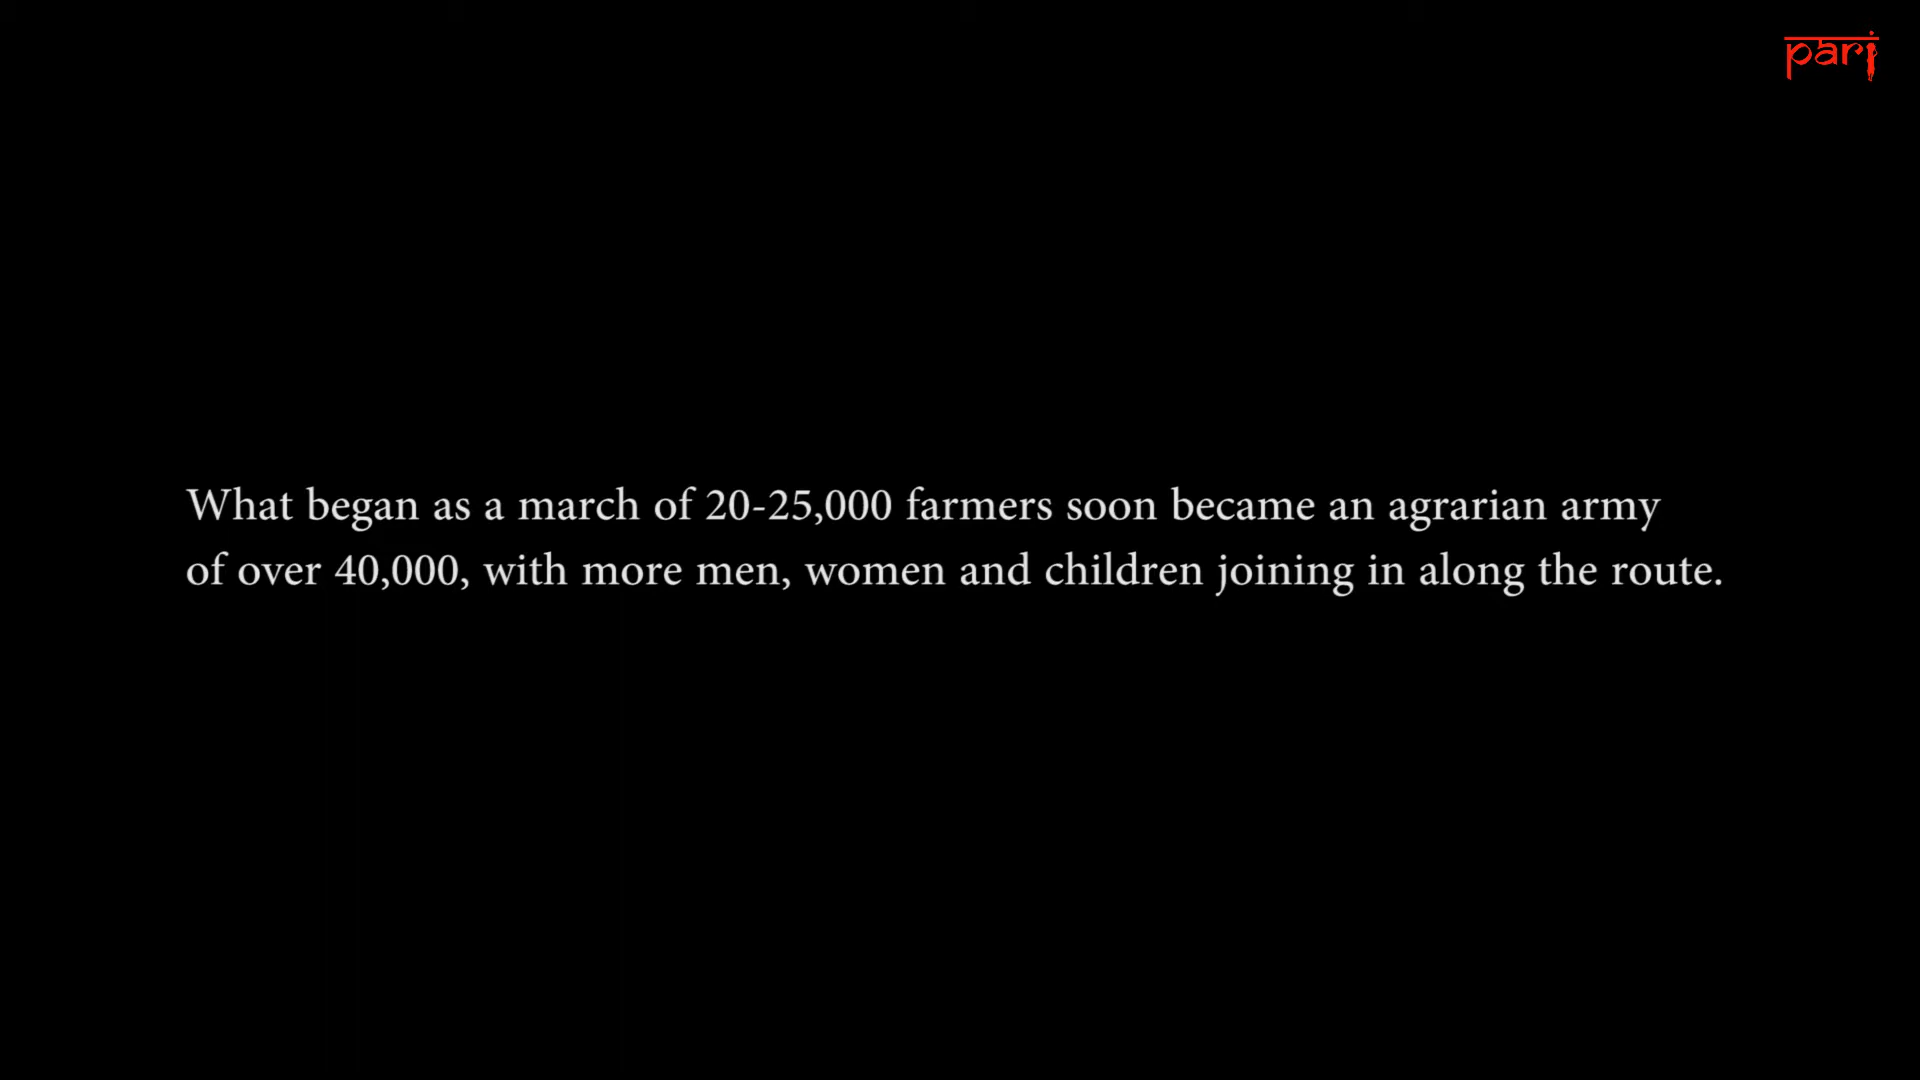 pari
What began as a march of 20-25,000 farmers soon became an agrarian army
of over 40,000, with more men, women and children joining in along the route.